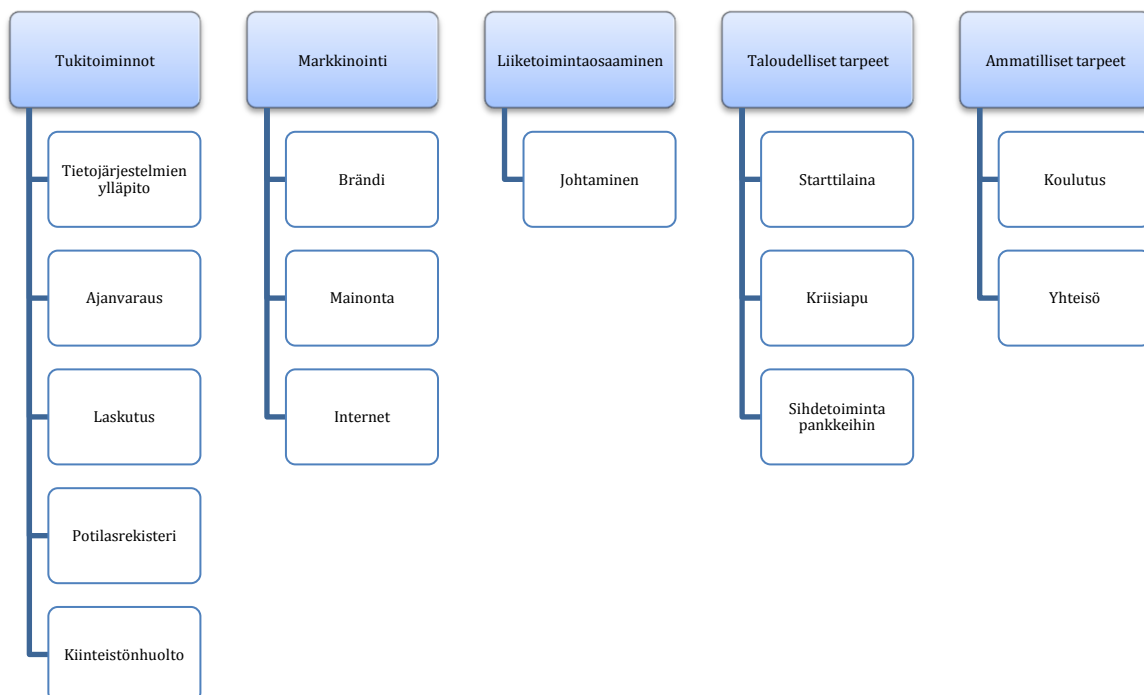 Tukitoiminnot
Tietojärjestelmien
ylläpito
Ajanvaraus
Laskutus
Potilasrekisteri
Kiinteistönhuolto
Markkinointi
Brändi
Mainonta
Internet
Liiketoimintaosaaminen
Johtaminen
Taloudelliset tarpeet
Starttilaina
Kriisiapu
Sihdetoiminta
pankkeihin
Ammatilliset tarpeet
Koulutus
Yhteisö